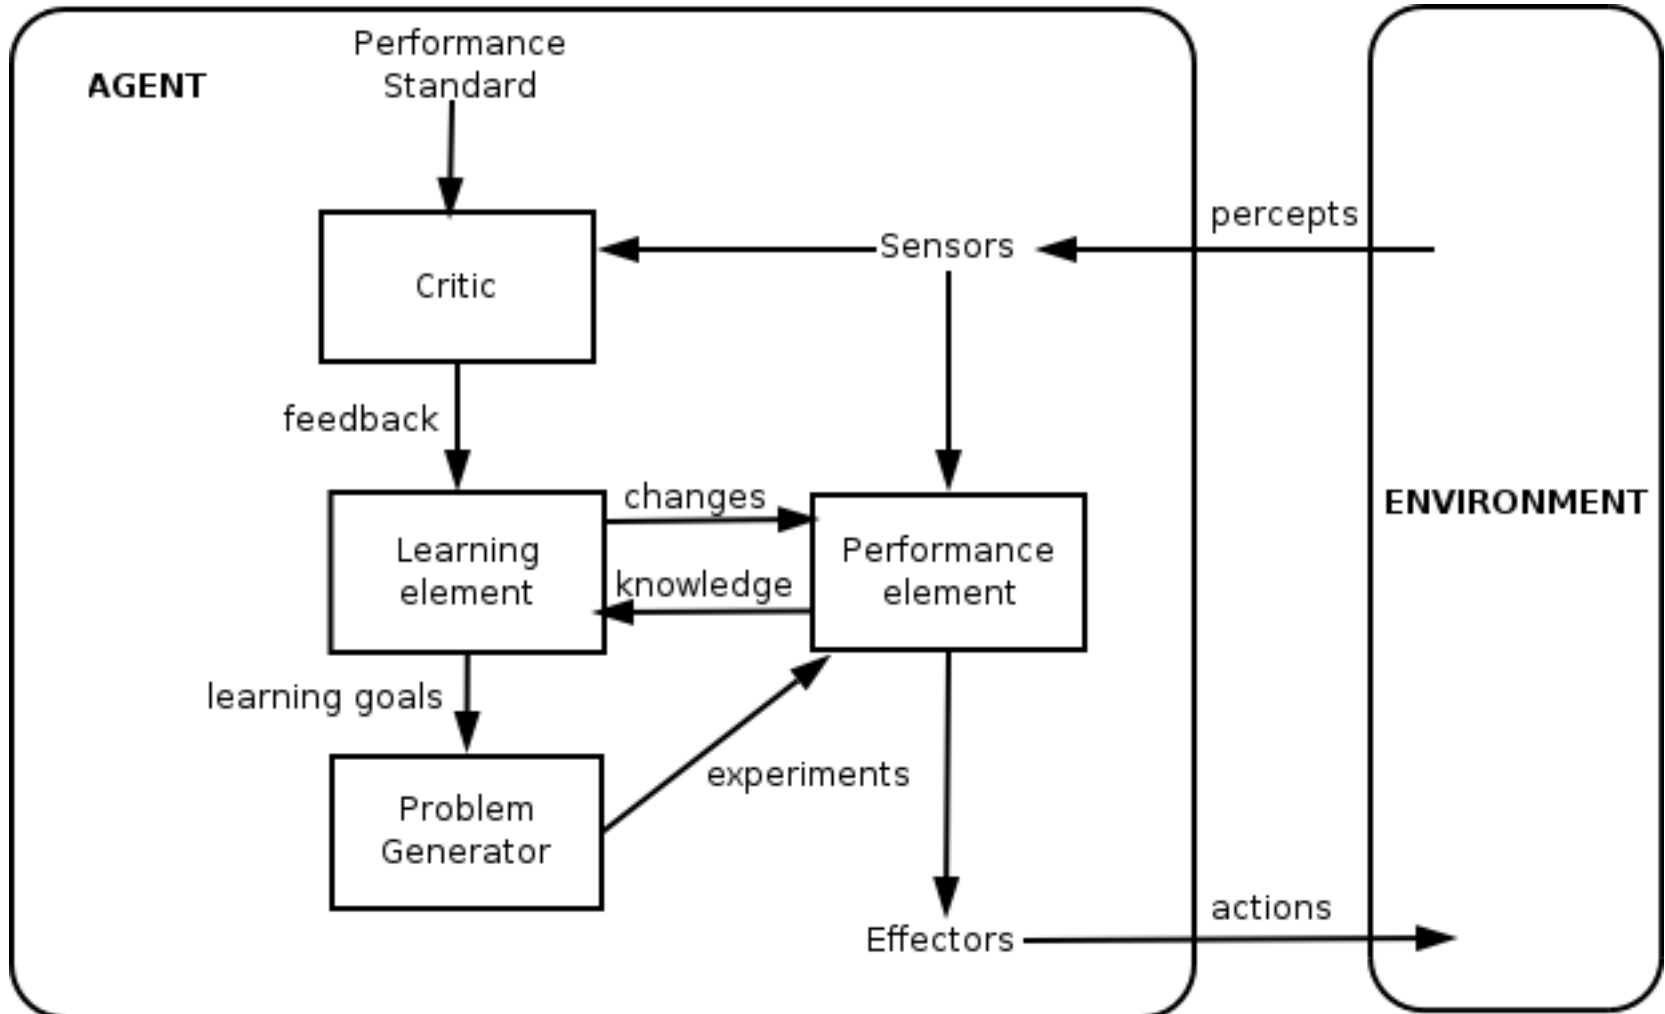 Performance
Standard
AGENT
percepts
Sensors
Critic
feedback
changes
ENVIRONMENT
Learning
element
Performance
element
knowledge
learning goals
experiments
Problem
Generator
actions
Effectors